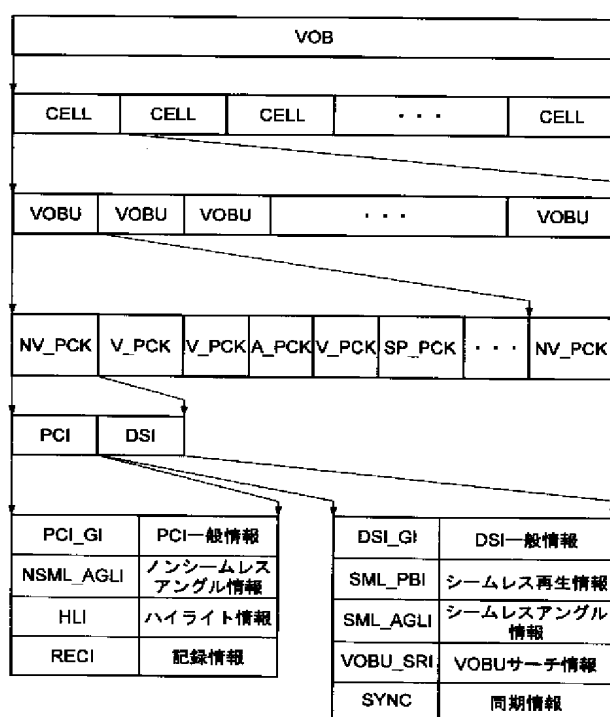 VOB
CELL CELL CELL ・・・ CELL
VOBU VOBU VOBU ・・・ VOBU
NV_PCK V_PCK V_PCK A_PCK V_PCK SP_PCK ・・・ NV_PCK
PCI DSI
PCI_GI PCI一般情報
NSML_AGLI ノンシームレス
アングル情報
HLI ハイライト情報
RECI 記録情報
DSI_GI DSI一般情報
SML_PBI シームレス再生情報
SML_AGLI シームレスアングル
情報
VOBU_SRI VOBUサーチ情報
SYNC 同期情報